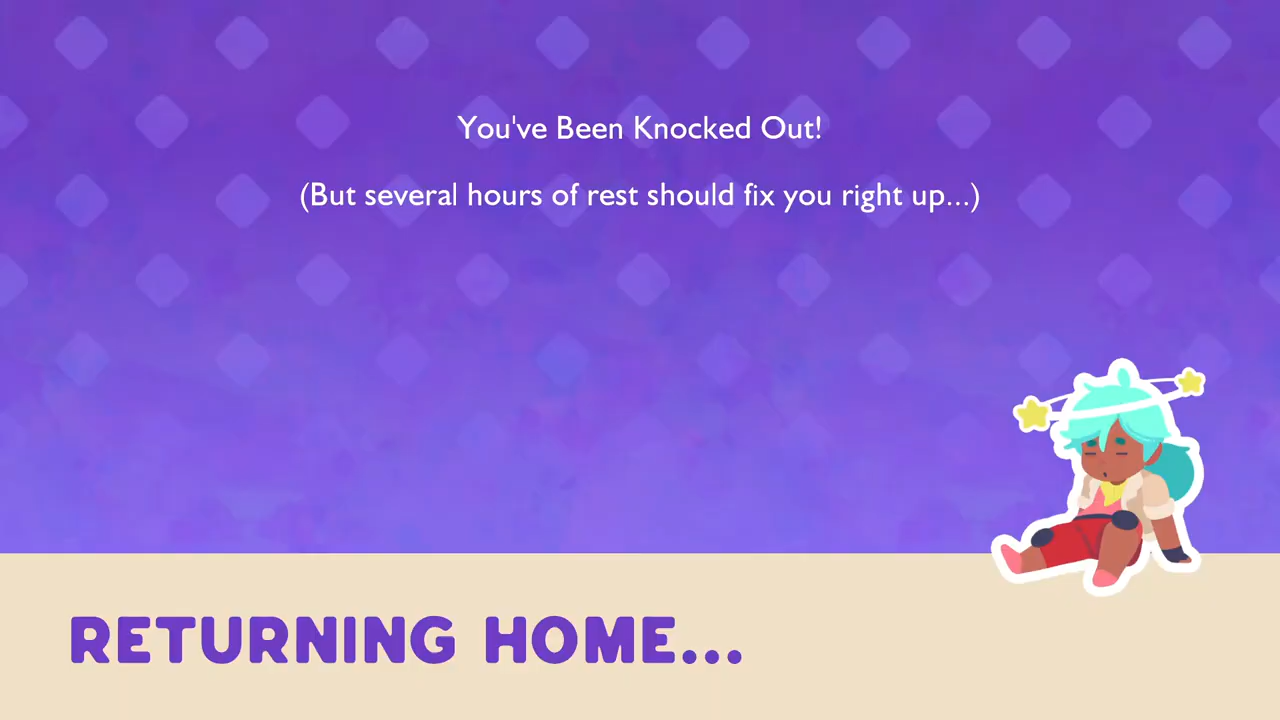 You've Been Knocked Out!
(But several hours of rest should fix you right up...)
RETURNING HOME...